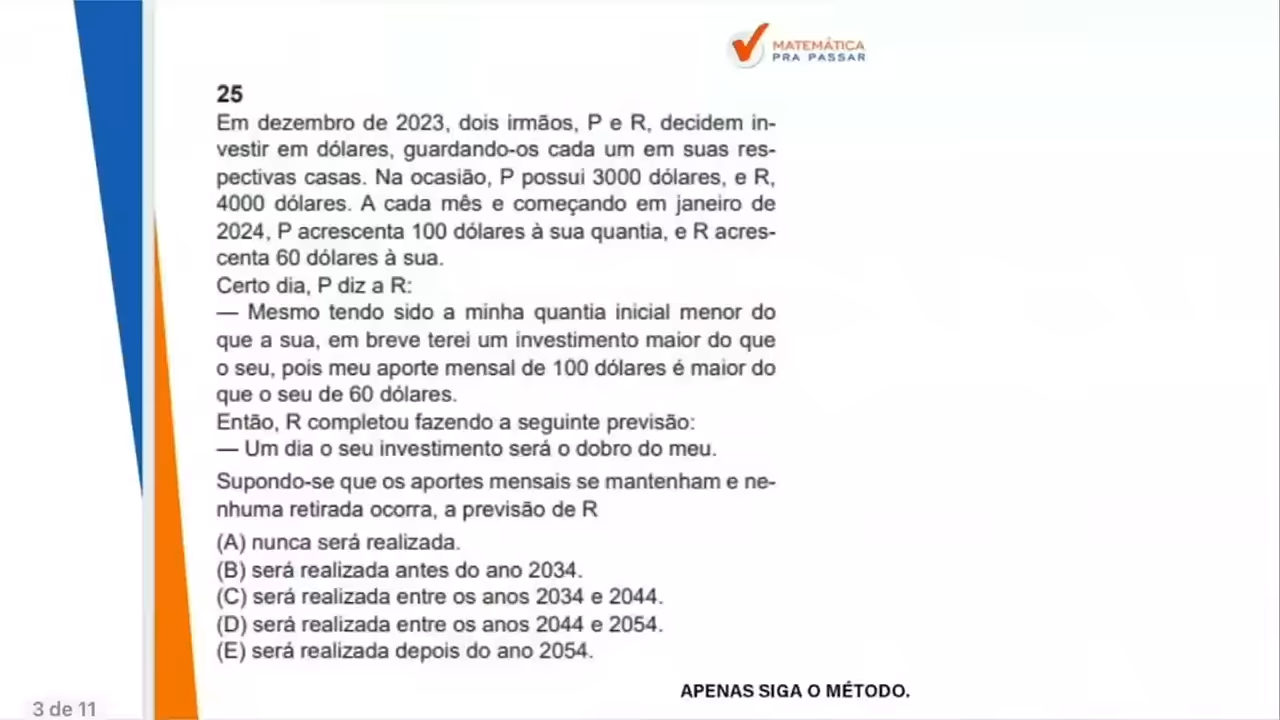 MATEMÁTICA
PRA PASSAR
25
Em dezembro de 2023, dois irmãos, P e R, decidem in-
vestir em dólares, guardando-os cada um em suas res-
pectivas casas. Na ocasião, P possui 3000 dólares, e R,
4000 dólares. A cada mês e começando em janeiro de
2024, P acrescenta 100 dólares à sua quantia, e R acres-
centa 60 dólares à sua.
Certo dia, P diz a R:
— Mesmo tendo sido a minha quantia inicial menor do
que a sua, em breve terei um investimento maior do que
o seu, pois meu aporte mensal de 100 dólares é maior do
que o seu de 60 dólares.
Então, R completou fazendo a seguinte previsão:
— Um dia o seu investimento será o dobro do meu.
Supondo-se que os aportes mensais se mantenham e ne-
nhuma retirada ocorra, a previsão de R
(A) nunca será realizada.
(B) será realizada antes do ano 2034.
(C) será realizada entre os anos 2034 e 2044.
(D) será realizada entre os anos 2044 e 2054.
(E) será realizada depois do ano 2054.
APENAS SIGA O MÉTODO.
3 de 11